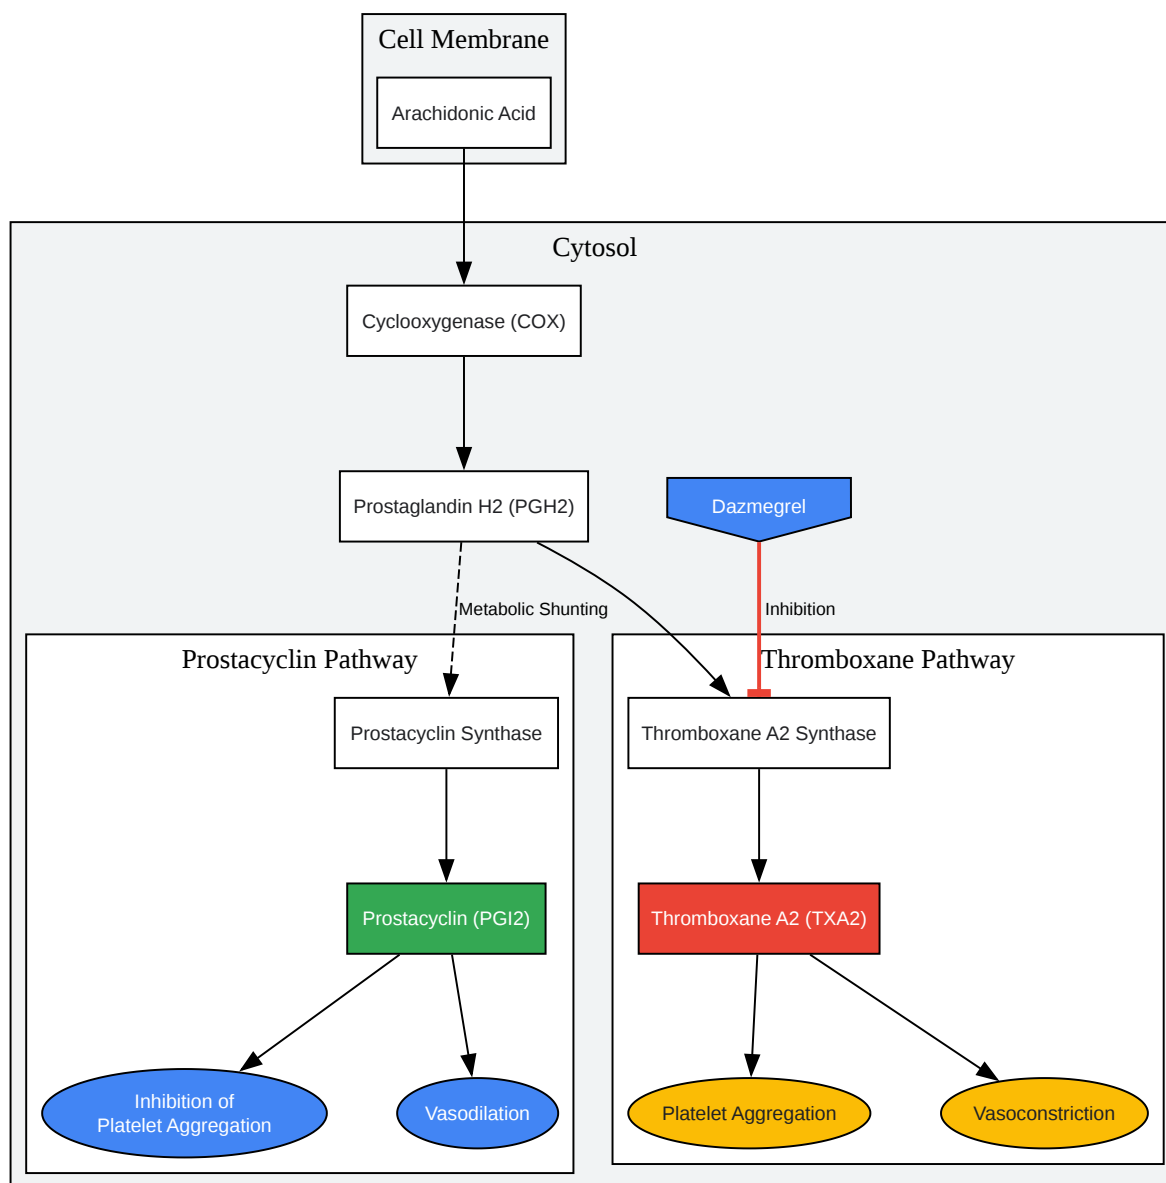 Cell Membrane
Arachidonic Acid
Cytosol
Cyclooxygenase (COX)
Prostaglandin H2 (PGH2)
Dazmegrel
Metabolic Shunting
Inhibition
Prostacyclin Pathway
Thromboxane Pathway
Prostacyclin Synthase
Thromboxane A2 Synthase
Prostacyclin (PGI2)
Thromboxane A2 (TXA2)
Inhibition of
Platelet Aggregation
Vasodilation
Platelet Aggregation
Vasoconstriction